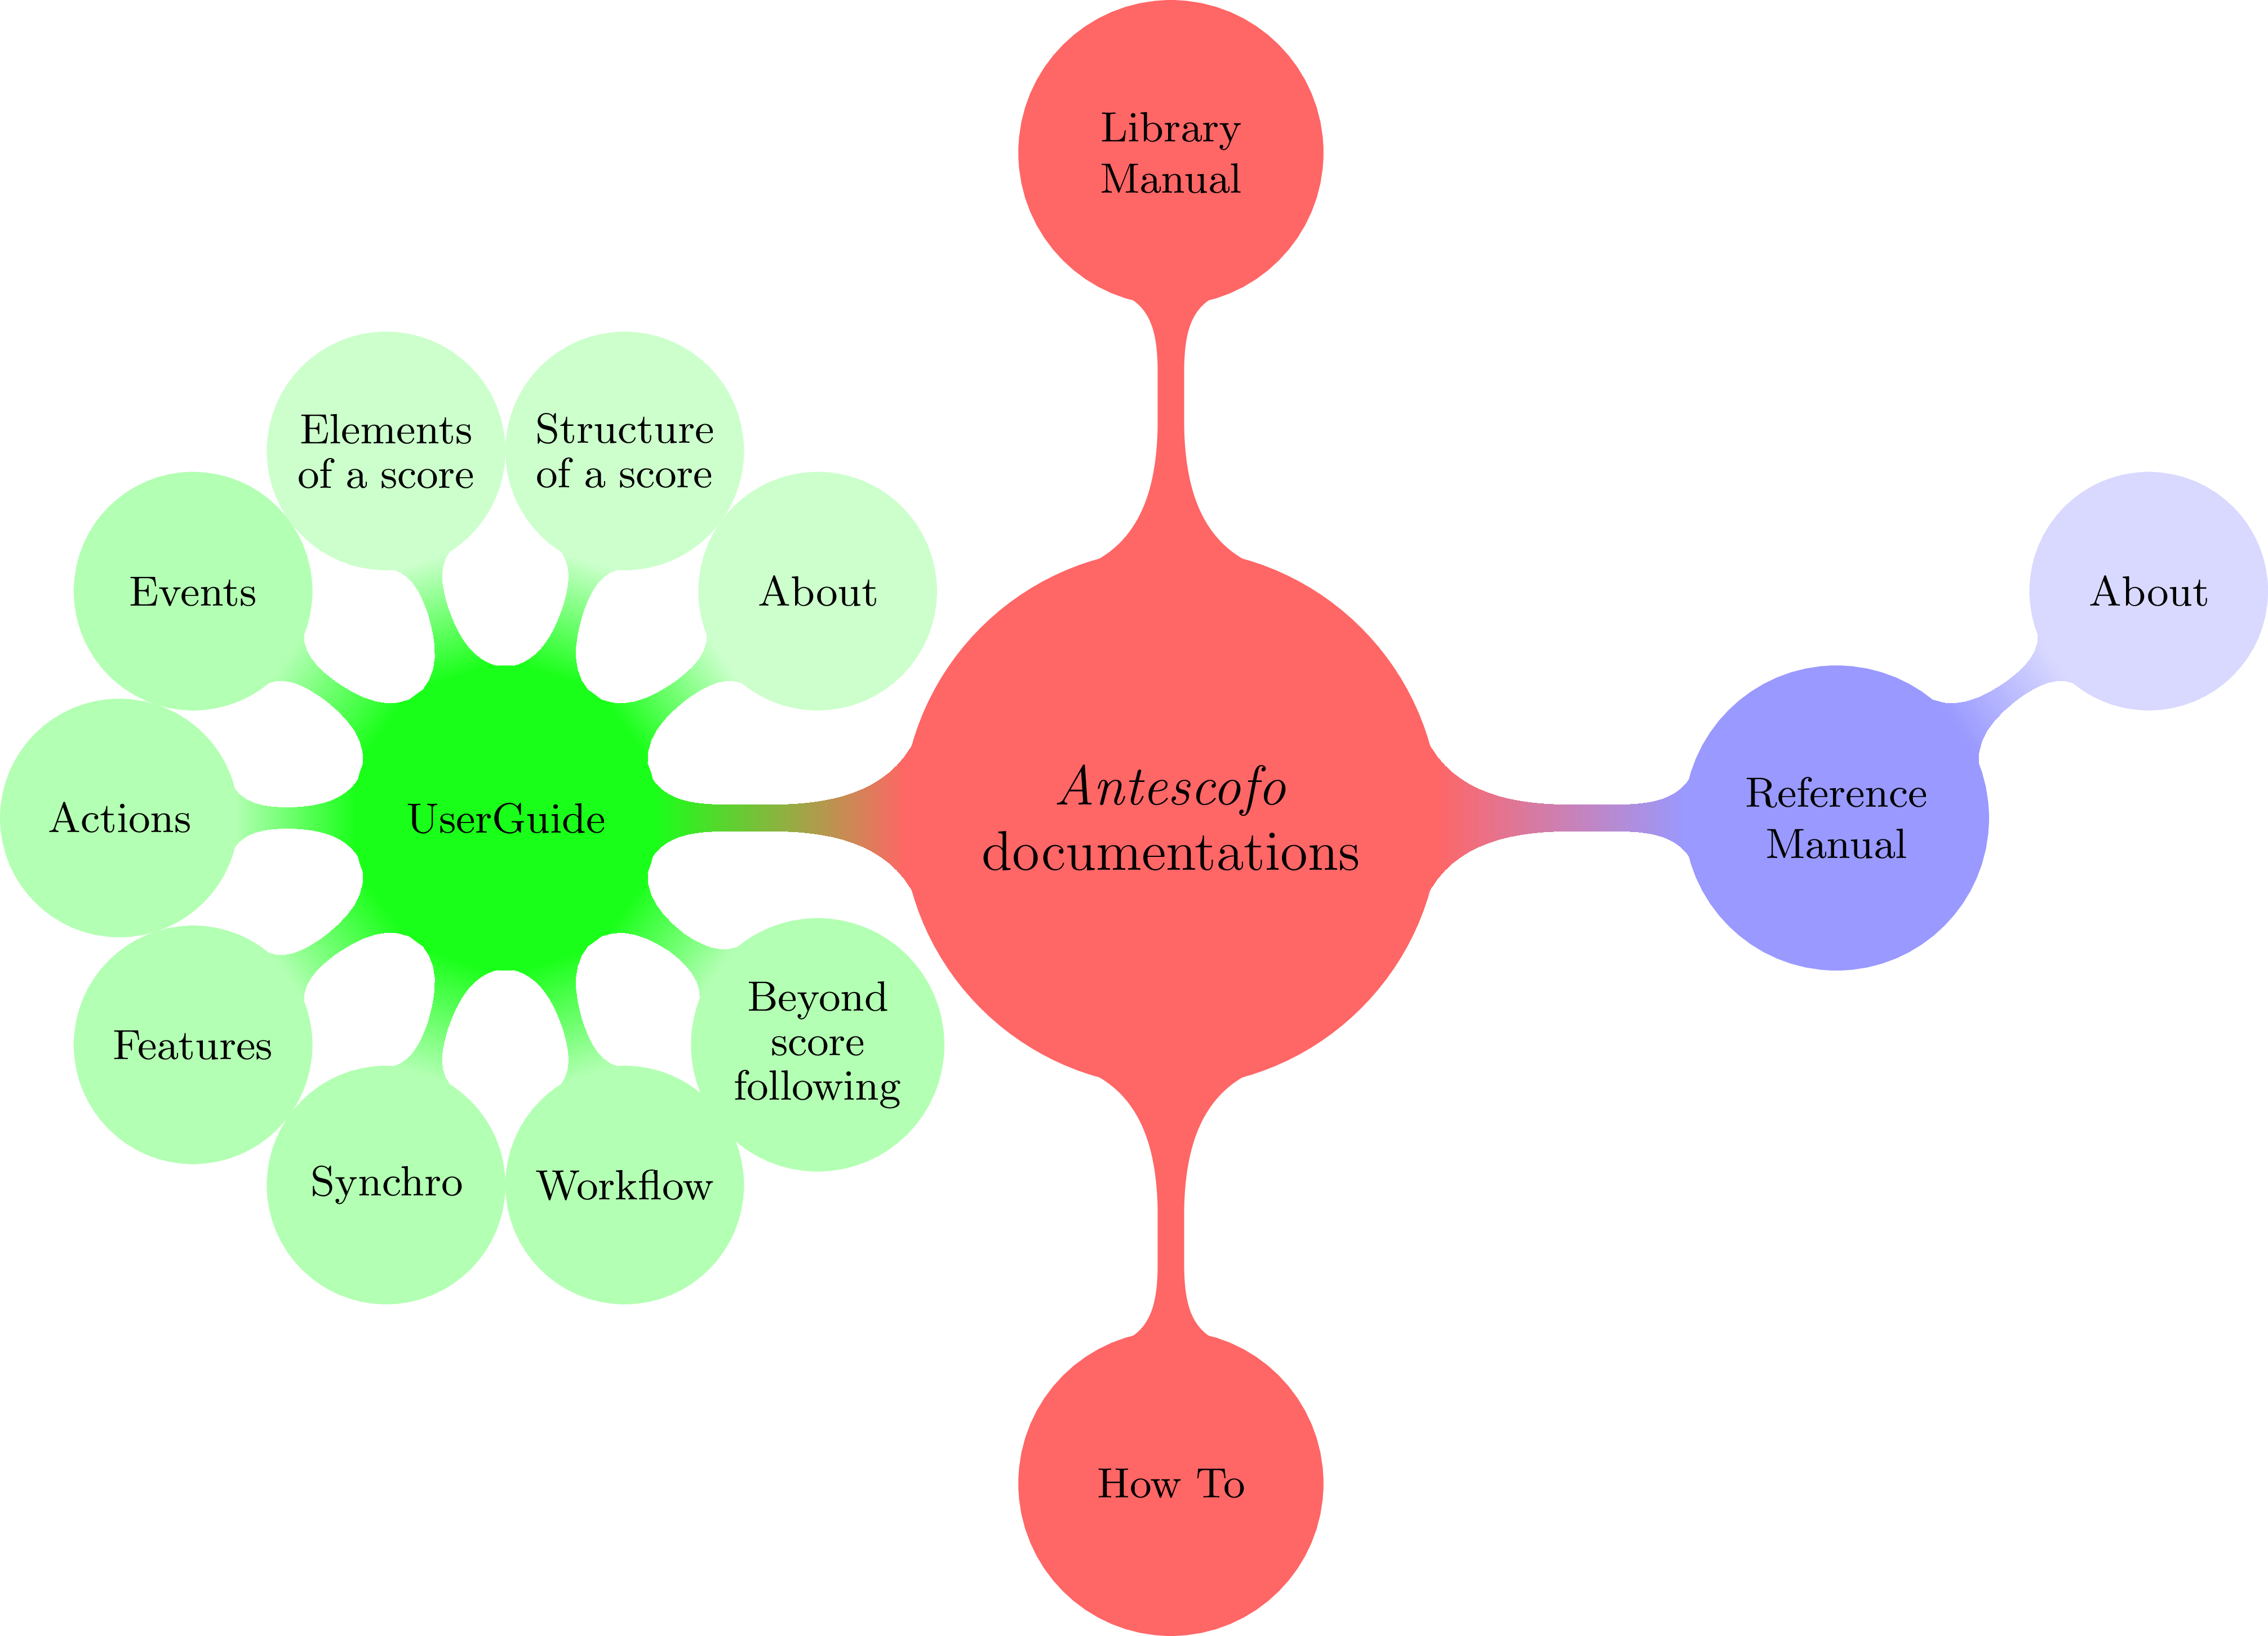 Library
Manual
Elements
of a score
Structure
of a score
Events
About
About
Actions
UserGuide
Antescofo
documentations
Reference
Manual
Features
Beyond
score
following
Synchro
Workflow
How To